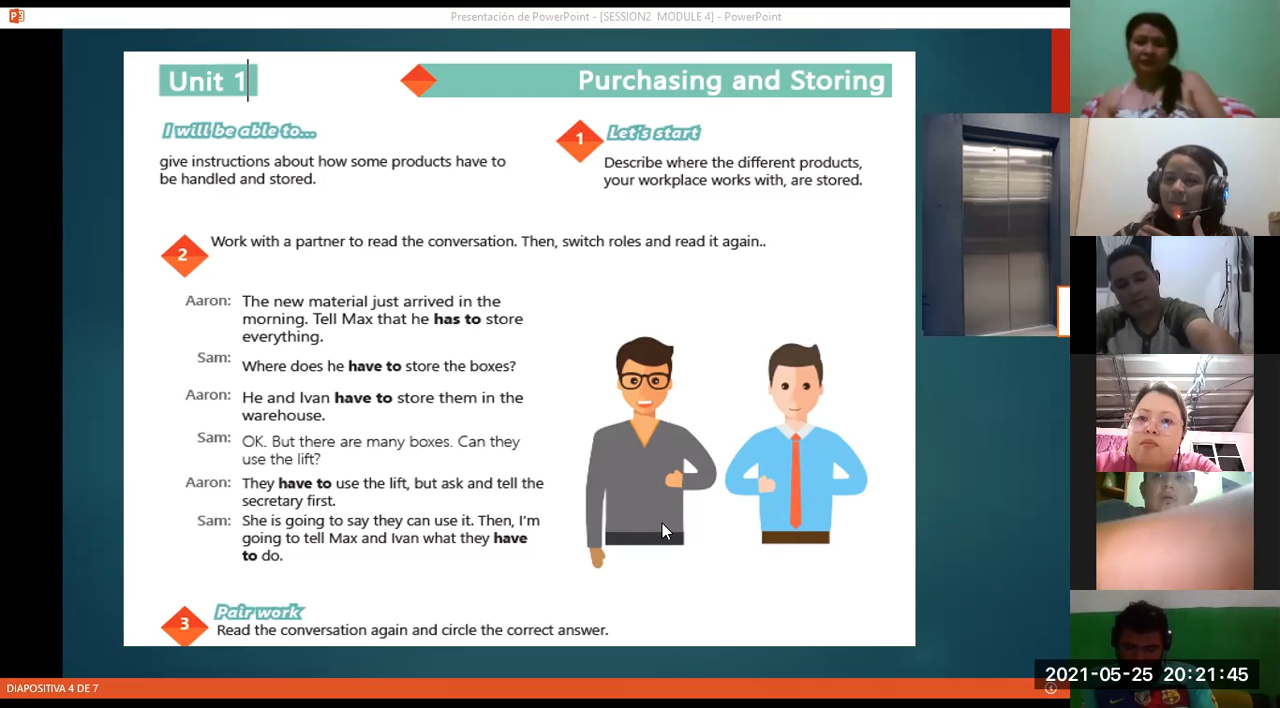 Presentación de PowerPoint - [SESSION2 MODULE 4] - PowerPoint
Unit 1
Purchasing and Storing
I will be able to...
give instructions about how some products have to
be handled and stored.
1
Let's start
Describe where the different products,
your workplace works with, are stored.
2
Work with a partner to read the conversation. Then, switch roles and read it again..
Aaron: The new material just arrived in the
morning. Tell Max that he has to store
everything.
Sam: Where does he have to store the boxes?
Aaron: He and Ivan have to store them in the
warehouse.
Sam: OK. But there are many boxes. Can they
use the lift?
Aaron: They have to use the lift, but ask and tell the
secretary first.
Sam: She is going to say they can use it. Then, I'm
going to tell Max and Ivan what they have
to do.
3
Pair work
Read the conversation again and circle the correct answer.
DIAPOSITIVA 4 DE 7
2021-05-25 20:21:45